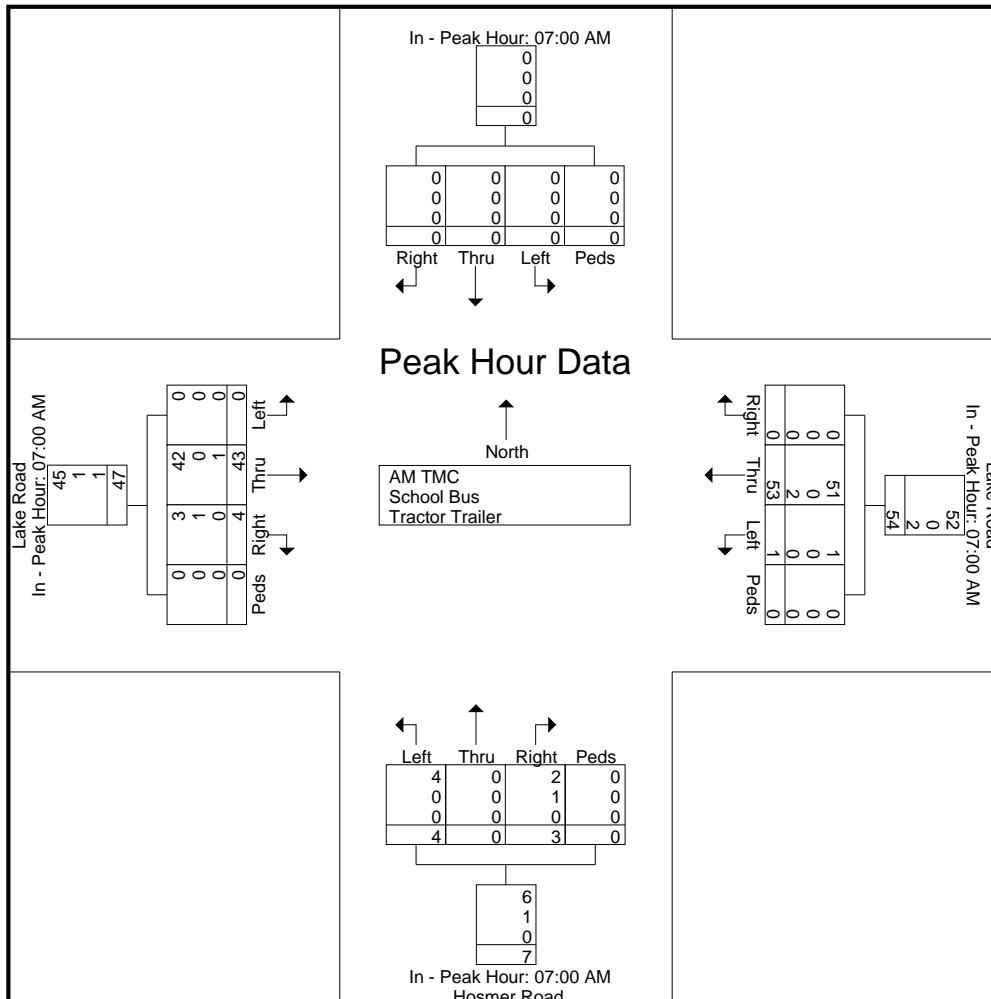 In - Peak Hour: 07:00 AM
0
0
0
0
0 0 0 0
0 0 0 0
0 0 0 0
0 0 0 0
Right Thru Left Peds
Peak Hour Data
North
AM TMC
School Bus
Tractor Trailer
Lake Road
In - Peak Hour: 07:00 AM
45
1
1
47
0 0 0 0
42 0 1 43
3 1 0 4
0 0 0 0
Left
Thru
Right
Peds
Lake Road
In - Peak Hour: 07:00 AM
52
0
2
54
0 0 0 0
51 0 2 53
1 0 0 1
0 0 0 0
Right
Thru
Left
Peds
Left Thru Right Peds
4 0 2 0
0 0 1 0
0 0 0 0
4 0 3 0
6
1
0
7
In - Peak Hour: 07:00 AM
Hosmer Road